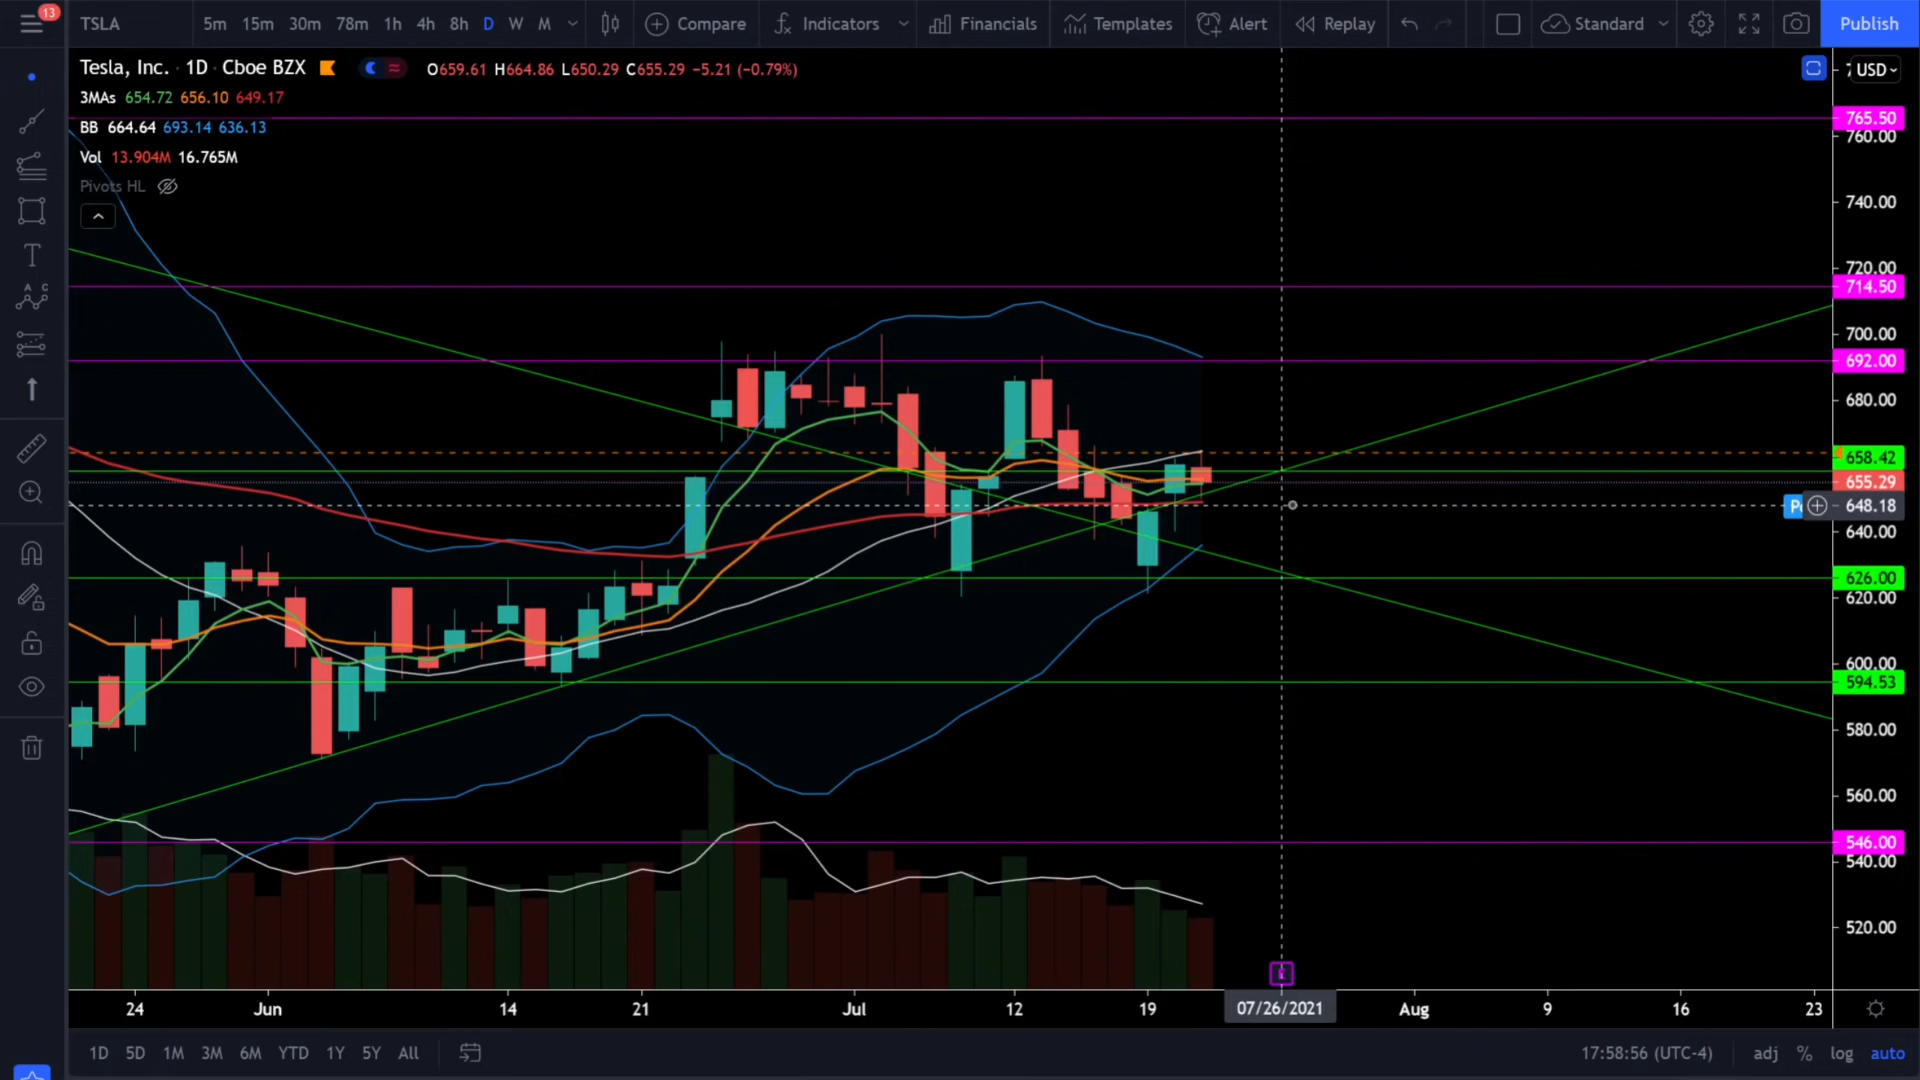 13
TSLA
5m 15m 30m 78m 1h 4h 8h D W M
Compare
Indicators
Financials
Templates
Alert
Replay
Standard
Publish
Tesla, Inc. · 1D · Cboe BZX
O659.61 H664.86 L650.29 C655.29 −5.21 (−0.79%)
3MAs 654.72 656.10 649.17
BB 664.64 693.14 636.13
Vol 13.904M 16.765M
Pivots HL
T
A C
USD
765.50
760.00
740.00
720.00
714.50
700.00
692.00
680.00
658.42
655.29
648.18
640.00
626.00
620.00
600.00
594.53
580.00
560.00
546.00
540.00
520.00
E
24 Jun 14 21 Jul 12 19 07/26/2021 Aug 9 16 23
1D 5D 1M 3M 6M YTD 1Y 5Y All
17:58:56 (UTC-4)
adj % log auto